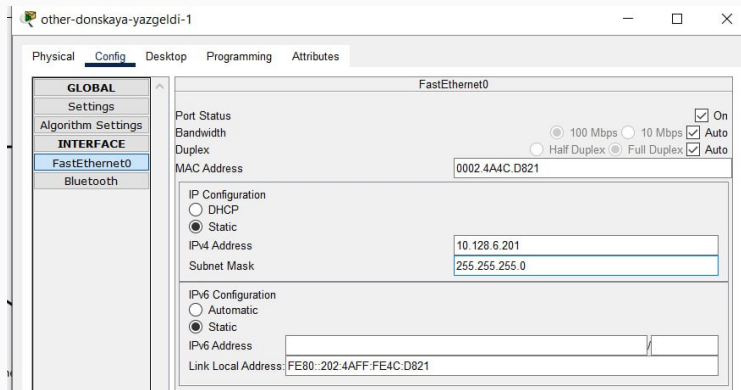 other-donskaya-yazgeldi-1
Physical Config Desktop Programming Attributes
GLOBAL
Settings
Algorithm Settings
INTERFACE
FastEthernet0
Bluetooth
FastEthernet0
Port Status On
Bandwidth 100 Mbps 10 Mbps Auto
Duplex Half Duplex Full Duplex Auto
MAC Address 0002.4A4C.D821
IP Configuration
DHCP
Static
IPv4 Address 10.128.6.201
Subnet Mask 255.255.255.0
IPv6 Configuration
Automatic
Static
IPv6 Address /
Link Local Address: FE80::202:4AFF:FE4C:D821